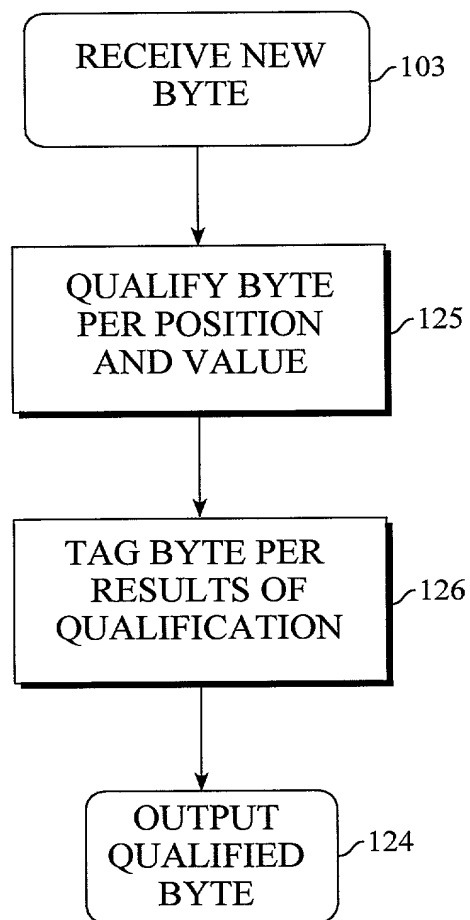 RECEIVE NEW
BYTE
103
QUALIFY BYTE
PER POSITION
AND VALUE
125
TAG BYTE PER
RESULTS OF
QUALIFICATION
126
OUTPUT
QUALIFIED
BYTE
124